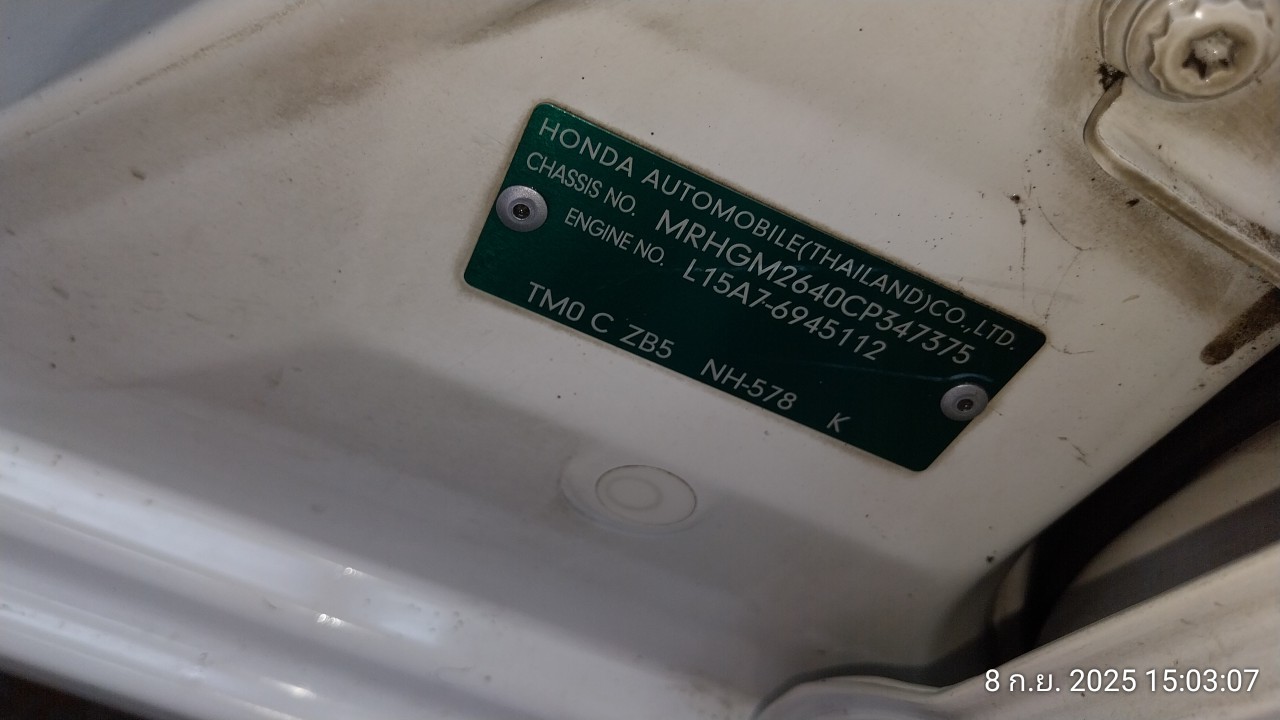 HONDA AUTOMOBILE(THAILAND)CO.,LTD.
CHASSIS NO. MRHGM2640CP347375
ENGINE NO. L15A7-6945112
TM0 C ZB5 NH-578 K
8 ก.ย. 2025 15:03:07